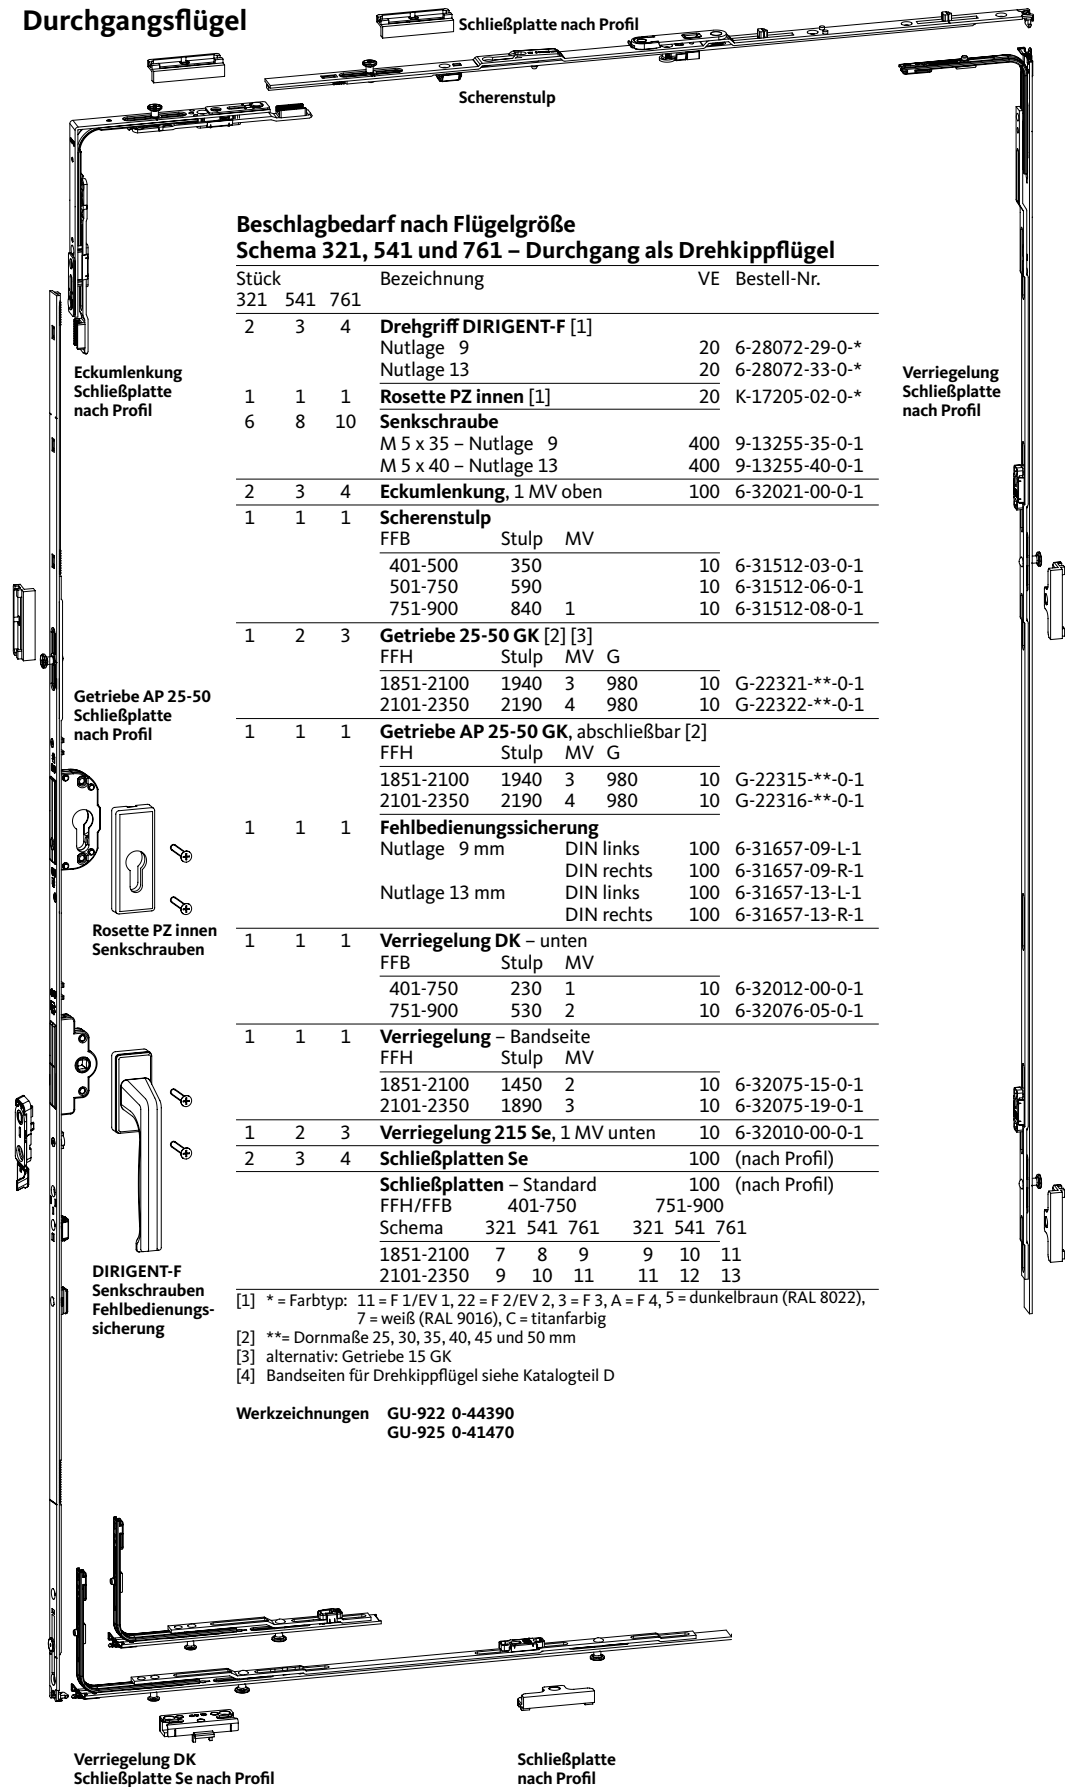 Durchgangsflügel
Schließplatte nach Profil
Scherenstulp
Beschlagbedarf nach Flügelgröße
Schema 321, 541 und 761 – Durchgang als Drehkippflügel
Stück Bezeichnung VE Bestell-Nr.
321 541 761
2 3 4 Drehgriff DIRIGENT-F [1]
Nutlage 9 20 6-28072-29-0-*
Nutlage 13 20 6-28072-33-0-*
1 1 1 Rosette PZ innen [1] 20 K-17205-02-0-*
6 8 10 Senkschraube
M 5 x 35 – Nutlage 9 400 9-13255-35-0-1
M 5 x 40 – Nutlage 13 400 9-13255-40-0-1
2 3 4 Eckumlenkung, 1 MV oben 100 6-32021-00-0-1
1 1 1 Scherenstulp
FFB Stulp MV
401-500 350 10 6-31512-03-0-1
501-750 590 10 6-31512-06-0-1
751-900 840 1 10 6-31512-08-0-1
1 2 3 Getriebe 25-50 GK [2] [3]
FFH Stulp MV G
1851-2100 1940 3 980 10 G-22321-**-0-1
2101-2350 2190 4 980 10 G-22322-**-0-1
1 1 1 Getriebe AP 25-50 GK, abschließbar [2]
FFH Stulp MV G
1851-2100 1940 3 980 10 G-22315-**-0-1
2101-2350 2190 4 980 10 G-22316-**-0-1
1 1 1 Fehlbedienungssicherung
Nutlage 9 mm DIN links 100 6-31657-09-L-1
DIN rechts 100 6-31657-09-R-1
Nutlage 13 mm DIN links 100 6-31657-13-L-1
DIN rechts 100 6-31657-13-R-1
1 1 1 Verriegelung DK – unten
FFB Stulp MV
401-750 230 1 10 6-32012-00-0-1
751-900 530 2 10 6-32076-05-0-1
1 1 1 Verriegelung – Bandseite
FFH Stulp MV
1851-2100 1450 2 10 6-32075-15-0-1
2101-2350 1890 3 10 6-32075-19-0-1
1 2 3 Verriegelung 215 Se, 1 MV unten 10 6-32010-00-0-1
2 3 4 Schließplatten Se 100 (nach Profil)
Schließplatten – Standard 100 (nach Profil)
FFH/FFB 401-750 751-900
Schema 321 541 761 321 541 761
1851-2100 7 8 9 9 10 11
2101-2350 9 10 11 11 12 13
[1] * = Farbtyp: 11 = F 1/EV 1, 22 = F 2/EV 2, 3 = F 3, A = F 4, 5 = dunkelbraun (RAL 8022),
7 = weiß (RAL 9016), C = titanfarbig
[2] **= Dornmaße 25, 30, 35, 40, 45 und 50 mm
[3] alternativ: Getriebe 15 GK
[4] Bandseiten für Drehkippflügel siehe Katalogteil D
Werkzeichnungen GU-922 0-44390
GU-925 0-41470
Eckumlenkung
Schließplatte
nach Profil
Verriegelung
Schließplatte
nach Profil
Getriebe AP 25-50
Schließplatte
nach Profil
Rosette PZ innen
Senkschrauben
DIRIGENT-F
Senkschrauben
Fehlbedienungs-
sicherung
Verriegelung DK
Schließplatte Se nach Profil
Schließplatte
nach Profil